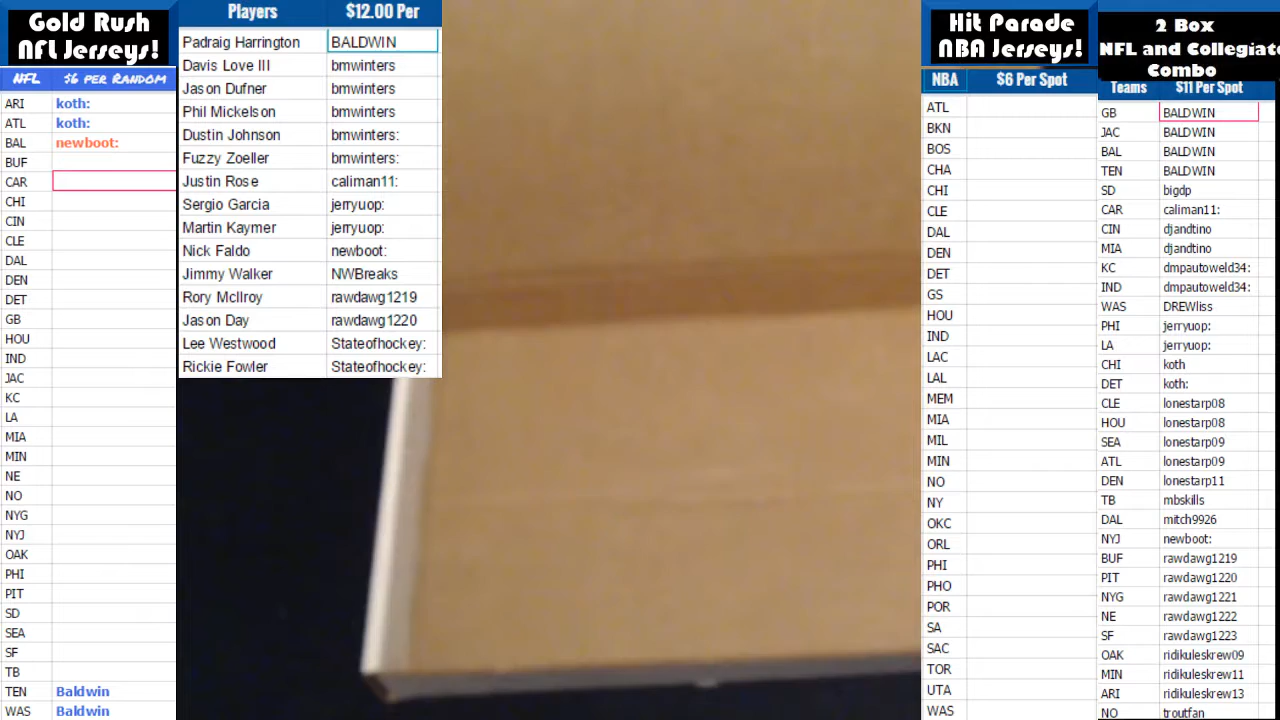 Gold Rush
NFL Jerseys!
NFL $6 per Random
ARI koth:
ATL koth:
BAL newboot:
BUF
CAR
CHI
CIN
CLE
DAL
DEN
DET
GB
HOU
IND
JAC
KC
LA
MIA
MIN
NE
NO
NYG
NYJ
OAK
PHI
PIT
SD
SEA
SF
TB
TEN Baldwin
WAS Baldwin
Players $12.00 Per
Padraig Harrington BALDWIN
Davis Love III bmwinters
Jason Dufner bmwinters
Phil Mickelson bmwinters
Dustin Johnson bmwinters:
Fuzzy Zoeller bmwinters:
Justin Rose caliman11:
Sergio Garcia jerryuop:
Martin Kaymer jerryuop:
Nick Faldo newboot:
Jimmy Walker NWBreaks
Rory McIlroy rawdawg1219
Jason Day rawdawg1220
Lee Westwood Stateofhockey:
Rickie Fowler Stateofhockey:
Hit Parade
NBA Jerseys!
NBA $6 Per Spot
ATL
BKN
BOS
CHA
CHI
CLE
DAL
DEN
DET
GS
HOU
IND
LAC
LAL
MEM
MIA
MIL
MIN
NO
NY
OKC
ORL
PHI
PHO
POR
SA
SAC
TOR
UTA
WAS
2 Box
NFL and Collegiate
Combo
Teams $11 Per Spot
GB BALDWIN
JAC BALDWIN
BAL BALDWIN
TEN BALDWIN
SD bigdp
CAR caliman11:
CIN djandtino
MIA djandtino
KC dmpautoweld34:
IND dmpautoweld34:
WAS DREWliss
PHI jerryuop:
LA jerryuop:
CHI koth
DET koth:
CLE lonestarp08
HOU lonestarp08
SEA lonestarp09
ATL lonestarp09
DEN lonestarp11
TB mbskills
DAL mitch9926
NYJ newboot:
BUF rawdawg1219
PIT rawdawg1220
NYG rawdawg1221
NE rawdawg1222
SF rawdawg1223
OAK ridikuleskrew09
MIN ridikuleskrew11
ARI ridikuleskrew13
NO troutfan